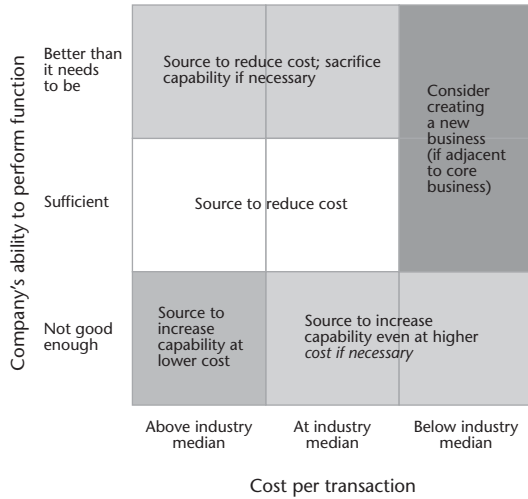 Company's ability to perform function
Better than
it needs
to be
Source to reduce cost; sacrifice
capability if necessary
Consider
creating
a new
business
(if adjacent
to core
business)
Sufficient
Source to reduce cost
Not good
enough
Source to
increase
capability at
lower cost
Source to increase
capability even at higher
cost if necessary
Above industry
median
At industry
median
Below industry
median
Cost per transaction